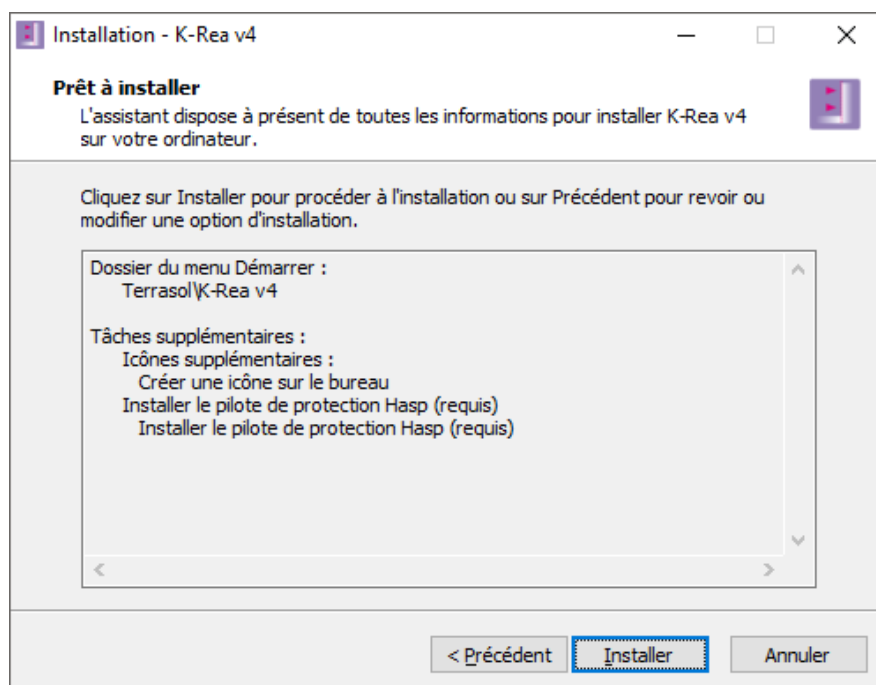 Installation - K-Rea v4
Prêt à installer
L'assistant dispose à présent de toutes les informations pour installer K-Rea v4
sur votre ordinateur.
Cliquez sur Installer pour procéder à l'installation ou sur Précédent pour revoir ou
modifier une option d'installation.
Dossier du menu Démarrer :
Terrasol\K-Rea v4
Tâches supplémentaires :
Icônes supplémentaires :
Créer une icône sur le bureau
Installer le pilote de protection Hasp (requis)
Installer le pilote de protection Hasp (requis)
< Précédent
Installer
Annuler